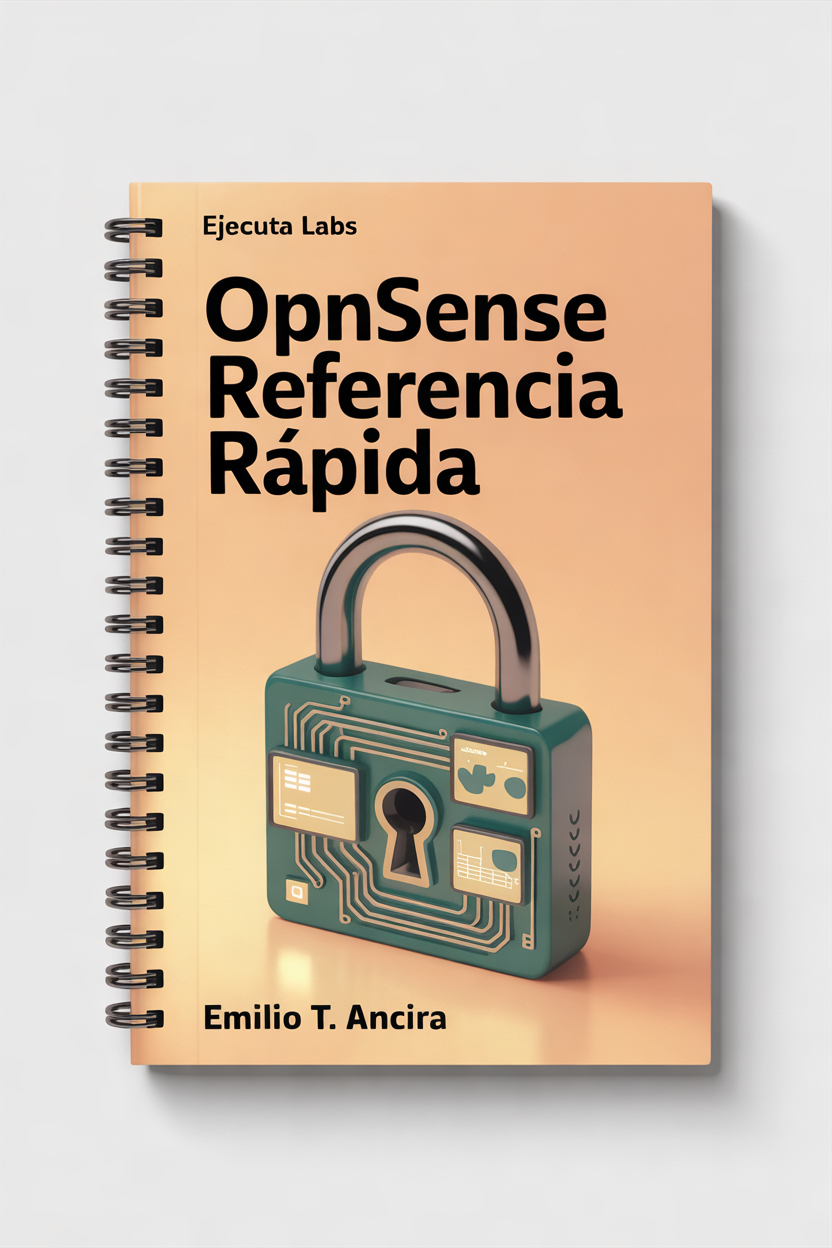 Ejecuta Labs
OpnSense
Referencia
Rápida
Emilio T. Ancira